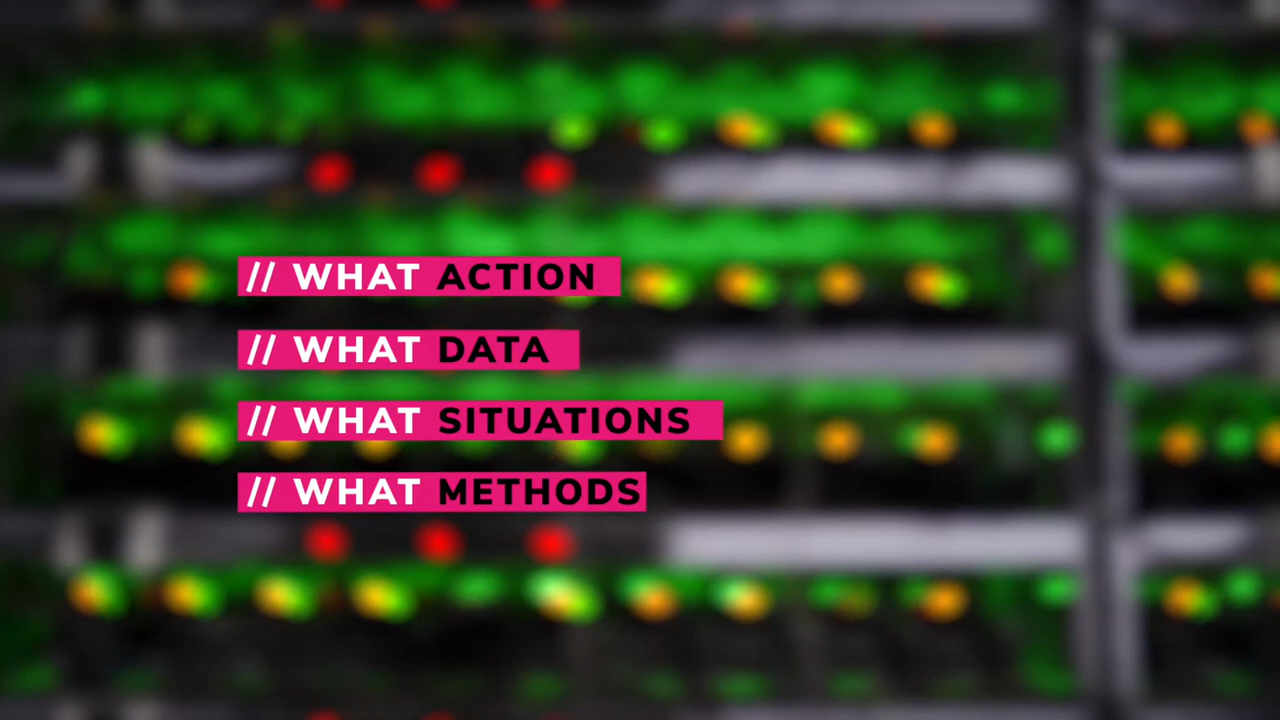 // WHAT ACTION
// WHAT DATA
// WHAT SITUATIONS
// WHAT METHODS